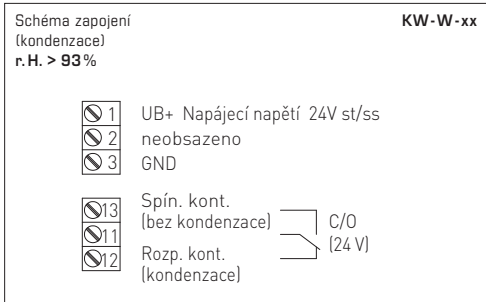 Schéma zapojení
KW-W-xx
(kondenzace)
r.H. > 93%
1 UB+ Napájecí napětí 24V st/ss
2 neobsazeno
3 GND
13 Spín. kont.
(bez kondenzace)
11
C/O
(24 V)
12 Rozp. kont.
(kondenzace)